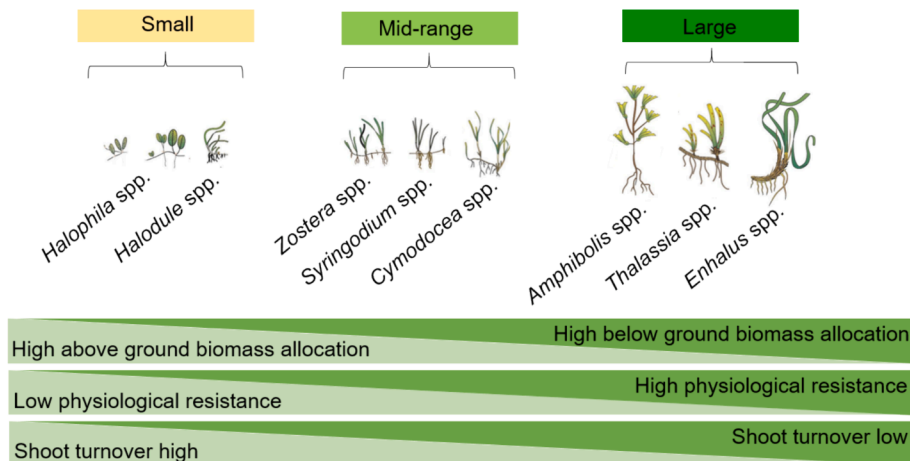 Small
Mid-range
Large
Halophila spp.
Halodule spp.
Zostera spp.
Syringodium spp.
Cymodocea spp.
Amphibolis spp.
Thalassia spp.
Enhalus spp.
High above ground biomass allocation
High below ground biomass allocation
Low physiological resistance
High physiological resistance
Shoot turnover high
Shoot turnover low